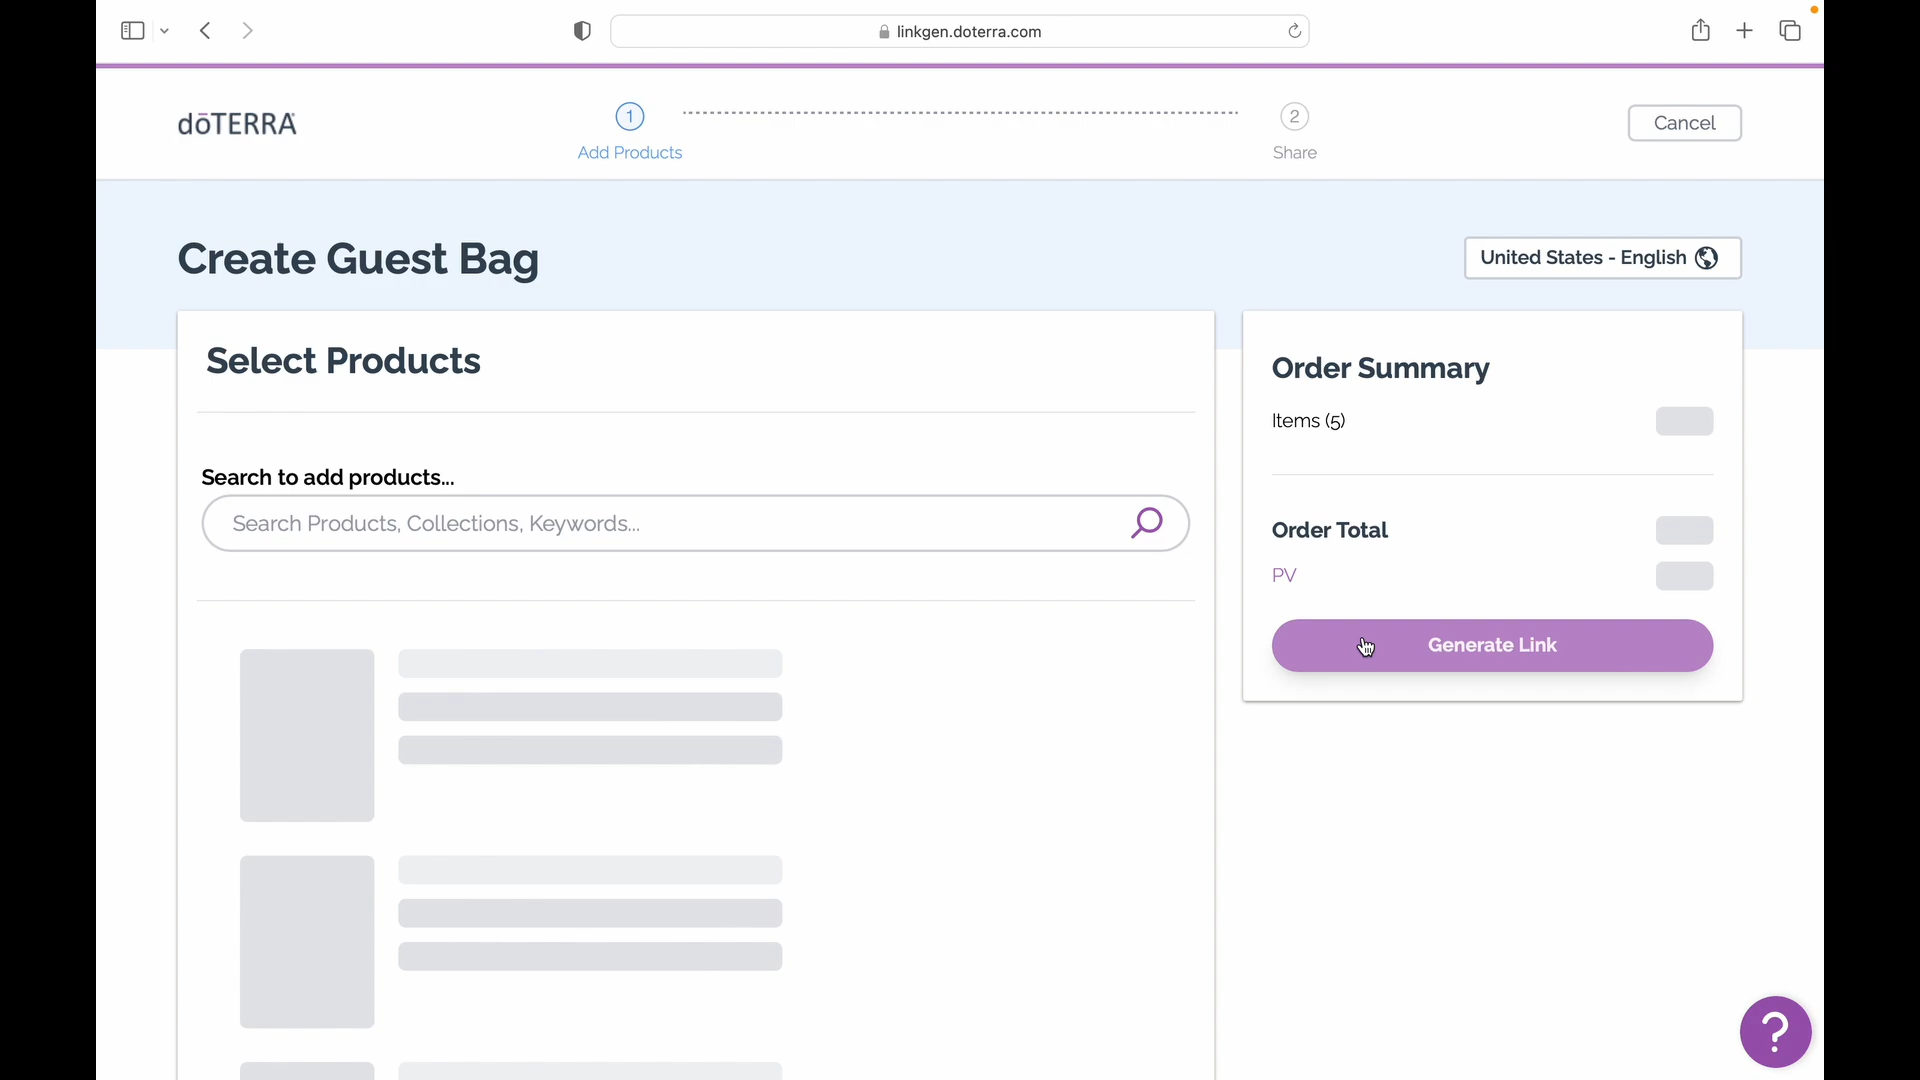 linkgen.doterra.com
dōTERRA
1
2
Add Products
Share
Cancel
Create Guest Bag
United States - English
Select Products
Search to add products...
Search Products, Collections, Keywords...
Order Summary
Items (5)
Order Total
PV
Generate Link
?